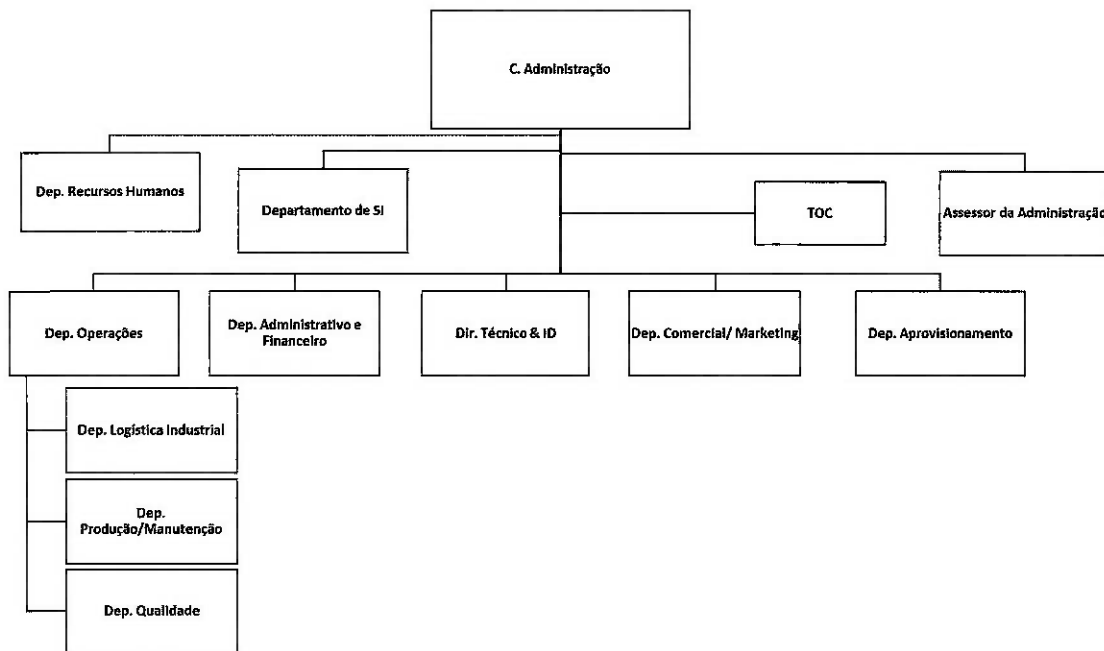 C. Administração
Dep. Recursos Humanos
Departamento de SI
TOC
Assessor da Administração
Dep. Operações
Dep. Administrativo e
Financeiro
Dir. Técnico & ID
Dep. Comercial/ Marketing
Dep. Aprovisionamento
Dep. Logística Industrial
Dep.
Produção/Manutenção
Dep. Qualidade